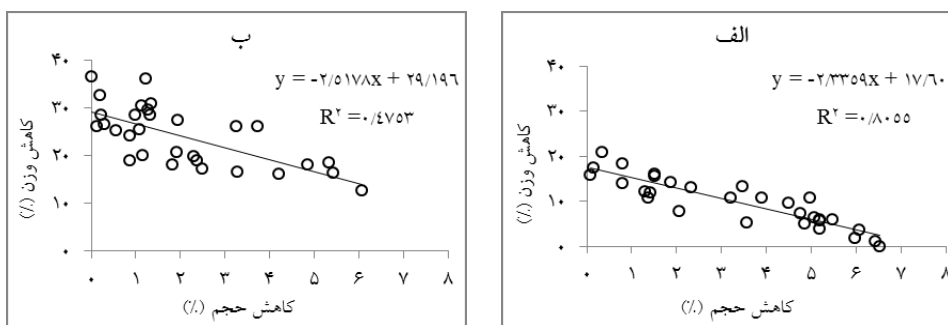 الف
y = -۲/۳۳۵۹x + ۱۷/۶۰
R² = ۰/۸۰۵۵
۴۰
۳۰
۲۰
۱۰
۰
کاهش وزن (٪)
۰ ۱ ۲ ۳ ۴ ۵ ۶ ۷ ۸
کاهش حجم (٪)
ب
y = -۲/۵۱۷۸x + ۲۹/۱۹۶
R² = ۰/۴۷۵۳
۴۰
۳۰
۲۰
۱۰
۰
کاهش وزن (٪)
۰ ۱ ۲ ۳ ۴ ۵ ۶ ۷ ۸
کاهش حجم (٪)